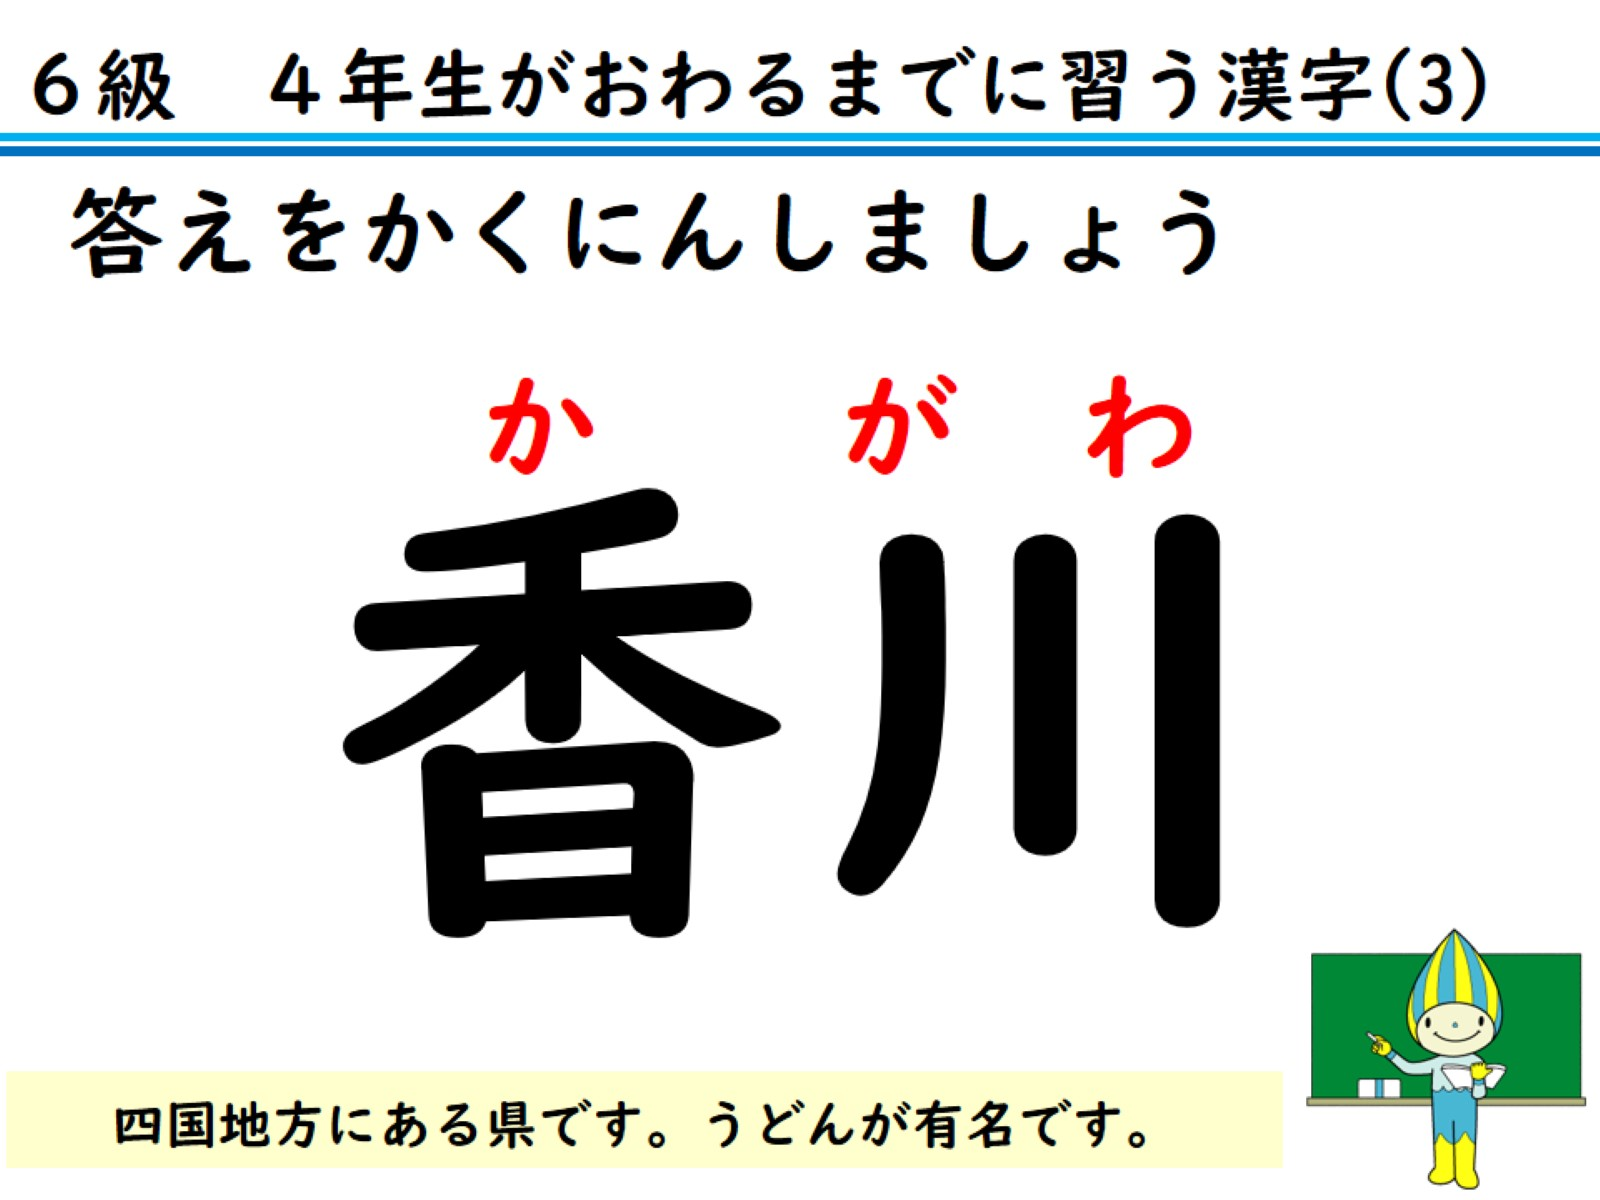 ６級　４年生がおわるまでに習う漢字(3)
答えをかくにんしましょう
か が わ
香川
四国地方にある県です。うどんが有名です。